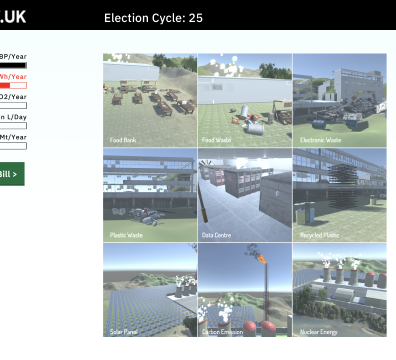 .UK
Election Cycle: 25
BP/Year
Wh/Year
O2/Year
n L/Day
Mt/Year
Bill >
Food Bank
Food Waste
Electronic Waste
Plastic Waste
Data Centre
Recycled Plastic
Solar Panel
Carbon Emission
Nuclear Energy